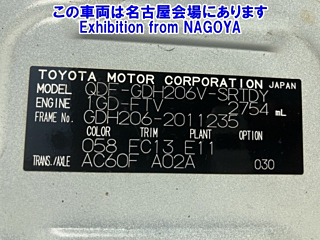 この車両は名古屋会場にあります
Exhibition from NAGOYA
TOYOTA MOTOR CORPORATION JAPAN
MODEL QDF-GDH206V-SRTDY
ENGINE 1GD-FTV 2754 mL
FRAME No. GDH206-2011235
COLOR TRIM PLANT OPTION
058 FC13 E11
TRANS./AXLE AC60F A02A 030